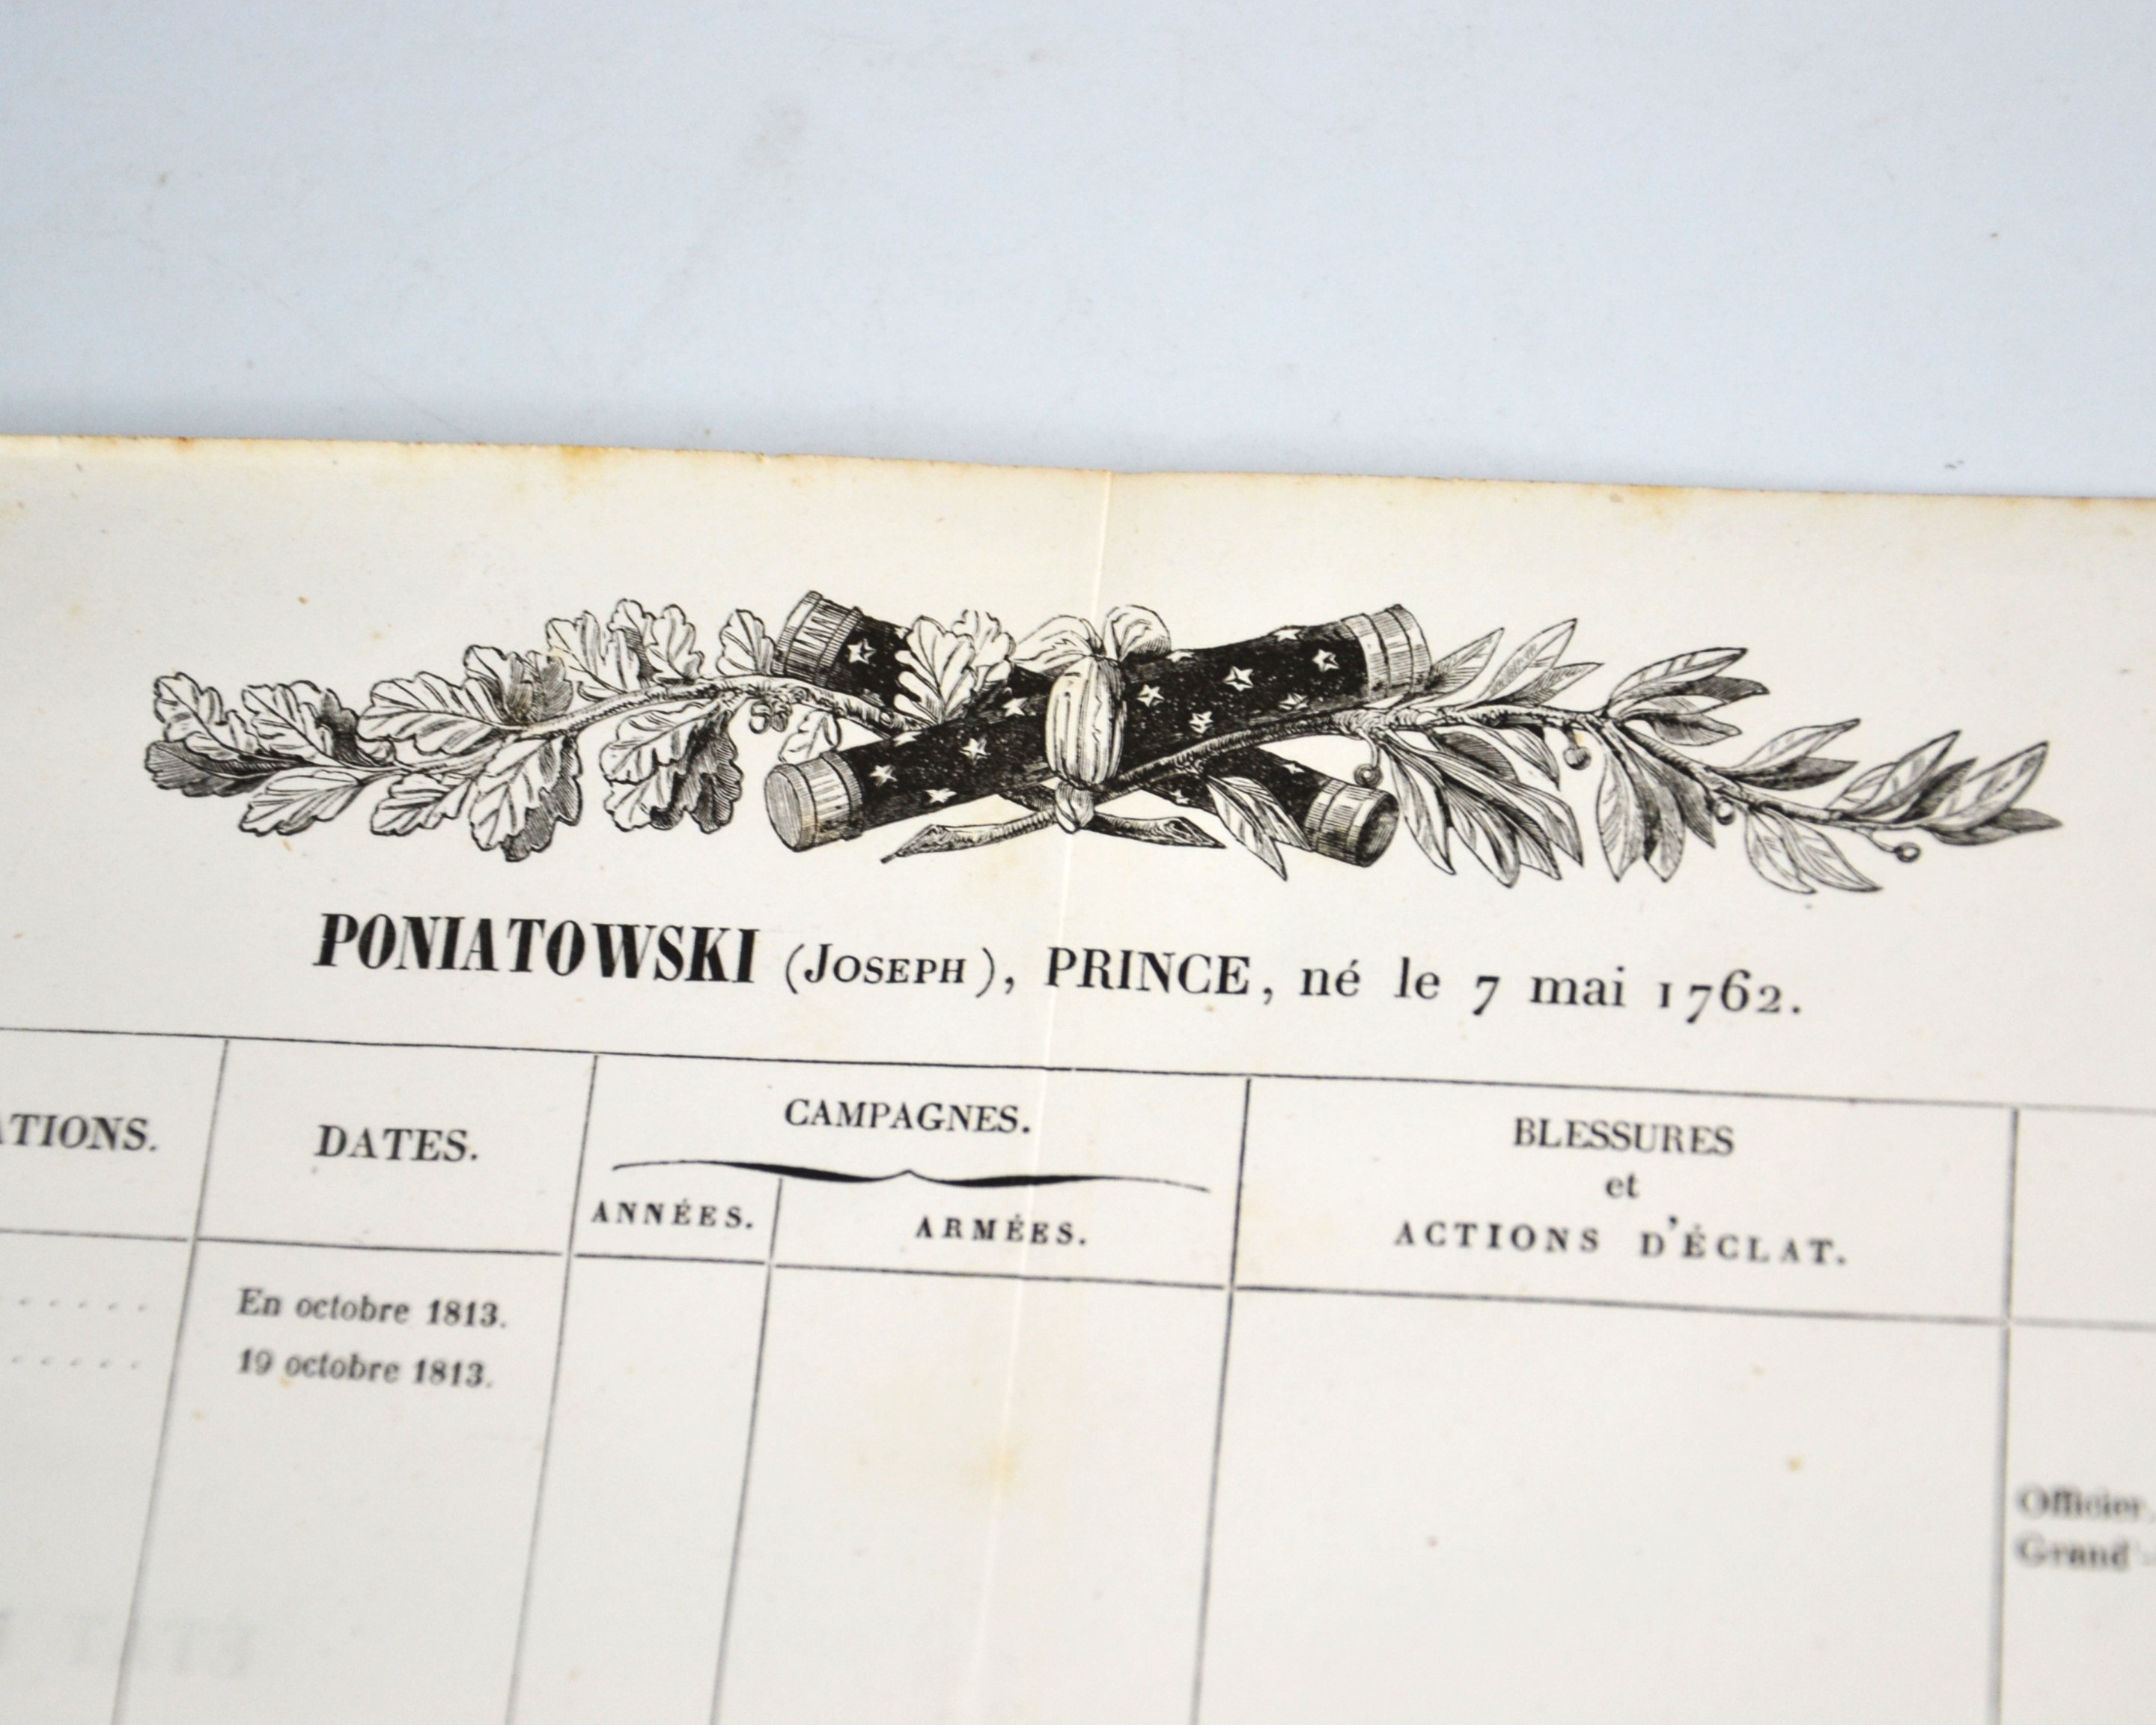 PONIATOWSKI (JOSEPH), PRINCE, né le 7 mai 1762.
ATIONS.
DATES.
CAMPAGNES.
ANNÉES.
ARMÉES.
BLESSURES
et
ACTIONS D'ÉCLAT.
En octobre 1813.
19 octobre 1813.
Officier.
Grand